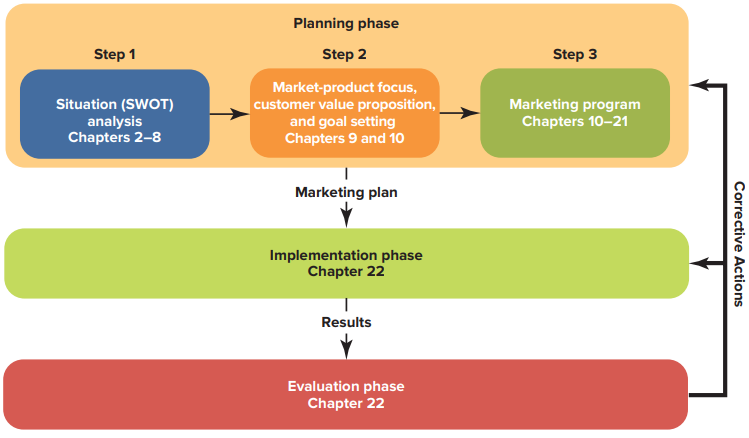 Planning phase
Step 1
Step 2
Step 3
Situation (SWOT)
analysis
Chapters 2–8
Market-product focus,
customer value proposition,
and goal setting
Chapters 9 and 10
Marketing program
Chapters 10–21
Marketing plan
Implementation phase
Chapter 22
Results
Evaluation phase
Chapter 22
Corrective Actions